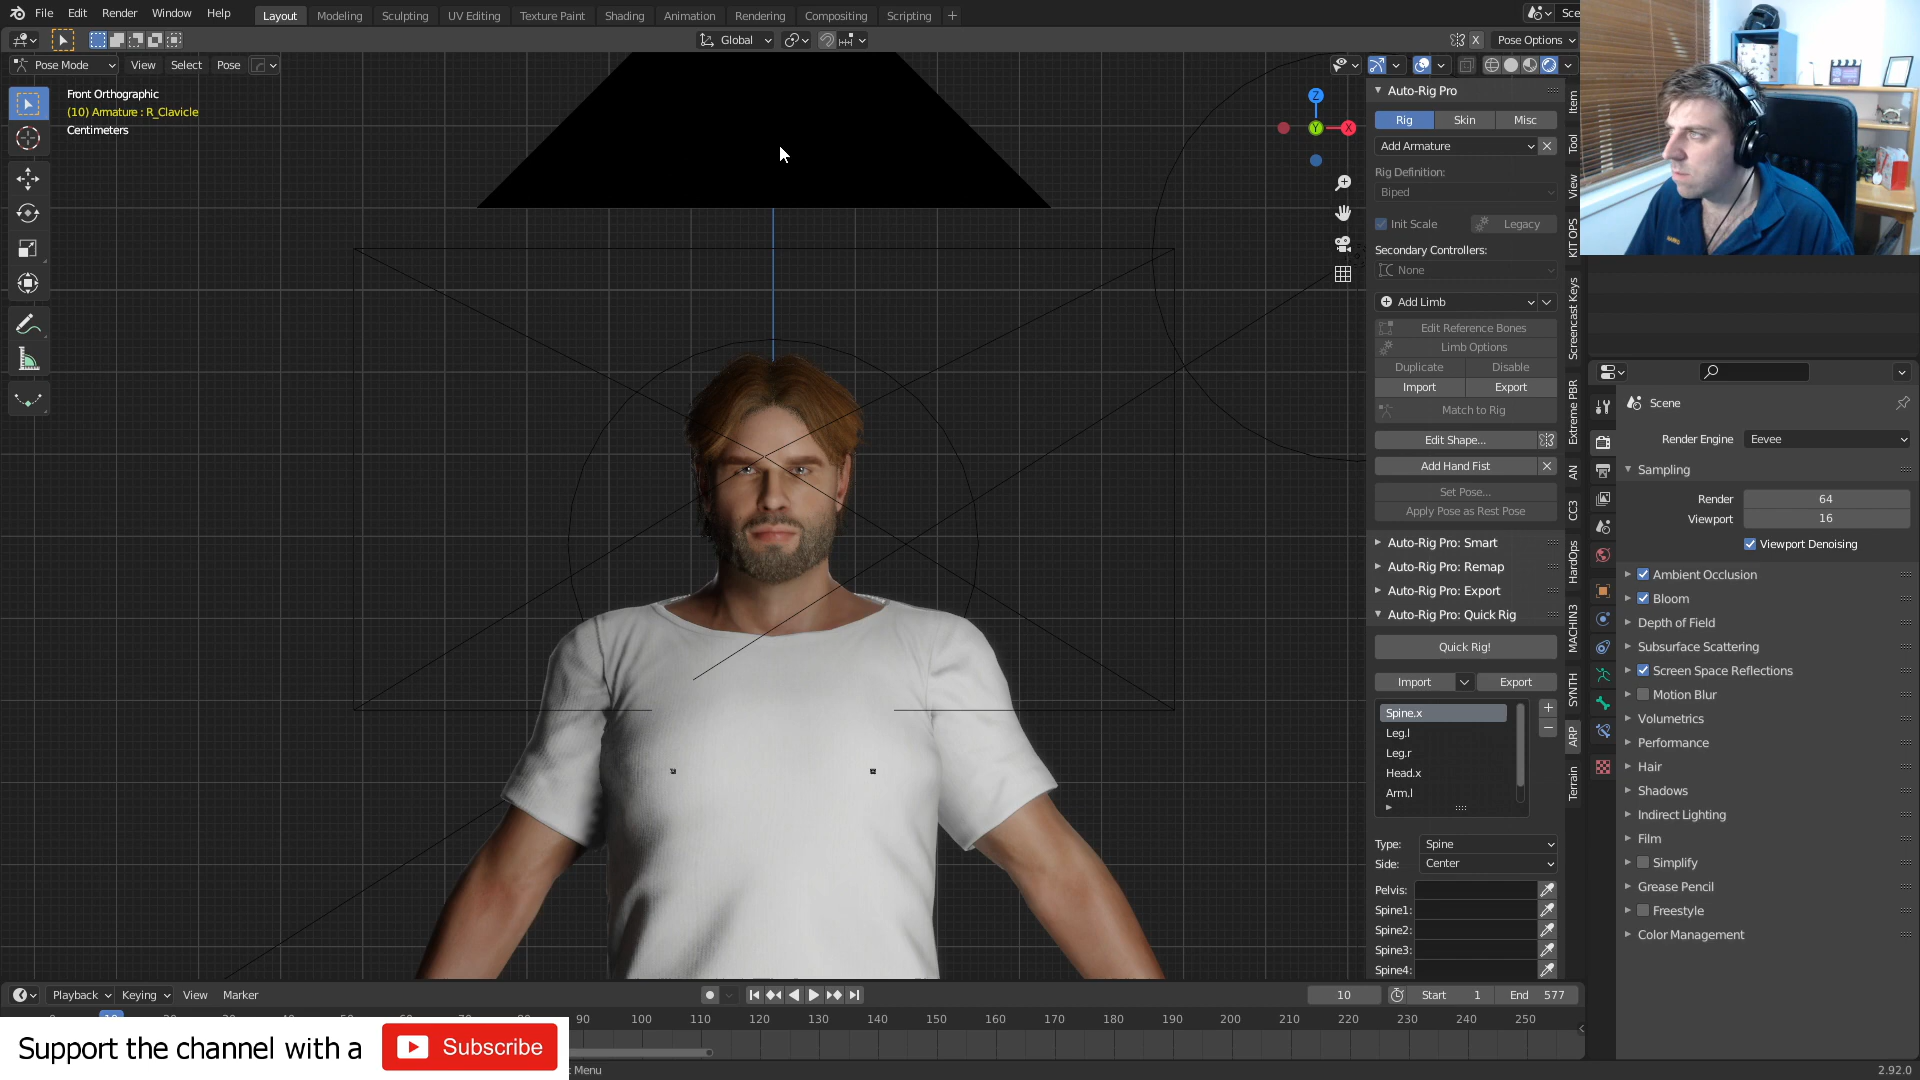 File Edit Render Window Help
Layout Modeling Sculpting UV Editing Texture Paint Shading Animation Rendering Compositing Scripting +
Sce
Global
X Pose Options
Pose Mode View Select Pose
Front Orthographic
(10) Armature : R_Clavicle
Centimeters
Z
Y
X
Auto-Rig Pro
Rig Skin Misc
Add Armature
Rig Definition:
Biped
Init Scale Legacy
Secondary Controllers:
None
Add Limb
Edit Reference Bones
Limb Options
Duplicate Disable
Import Export
Match to Rig
Edit Shape...
Add Hand Fist
Set Pose...
Apply Pose as Rest Pose
Auto-Rig Pro: Smart
Auto-Rig Pro: Remap
Auto-Rig Pro: Export
Auto-Rig Pro: Quick Rig
Quick Rig!
Import Export
Spine.x
Leg.l
Leg.r
Head.x
Arm.l
Type: Spine
Side: Center
Pelvis:
Spine1:
Spine2:
Spine3:
Spine4:
Item
Tool
View
KIT OPS
Screencast Keys
Extreme PBR
AN
CC3
HardOps
MACHIN3
SYNTH
ARP
Terrain
Scene
Render Engine Eevee
Sampling
Render 64
Viewport 16
Viewport Denoising
Ambient Occlusion
Bloom
Depth of Field
Subsurface Scattering
Screen Space Reflections
Motion Blur
Volumetrics
Performance
Hair
Shadows
Indirect Lighting
Film
Simplify
Grease Pencil
Freestyle
Color Management
Playback Keying View Marker
10 Start 1 End 577
90 100 110 120 130 140 150 160 170 180 190 200 210 220 230 240 250
Support the channel with a Subscribe
t Menu
2.92.0